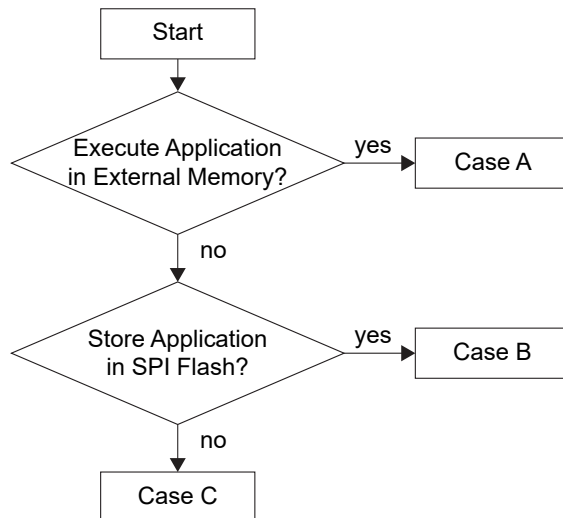 Start
Execute Application
in External Memory?
yes
Case A
no
Store Application
in SPI Flash?
yes
Case B
no
Case C